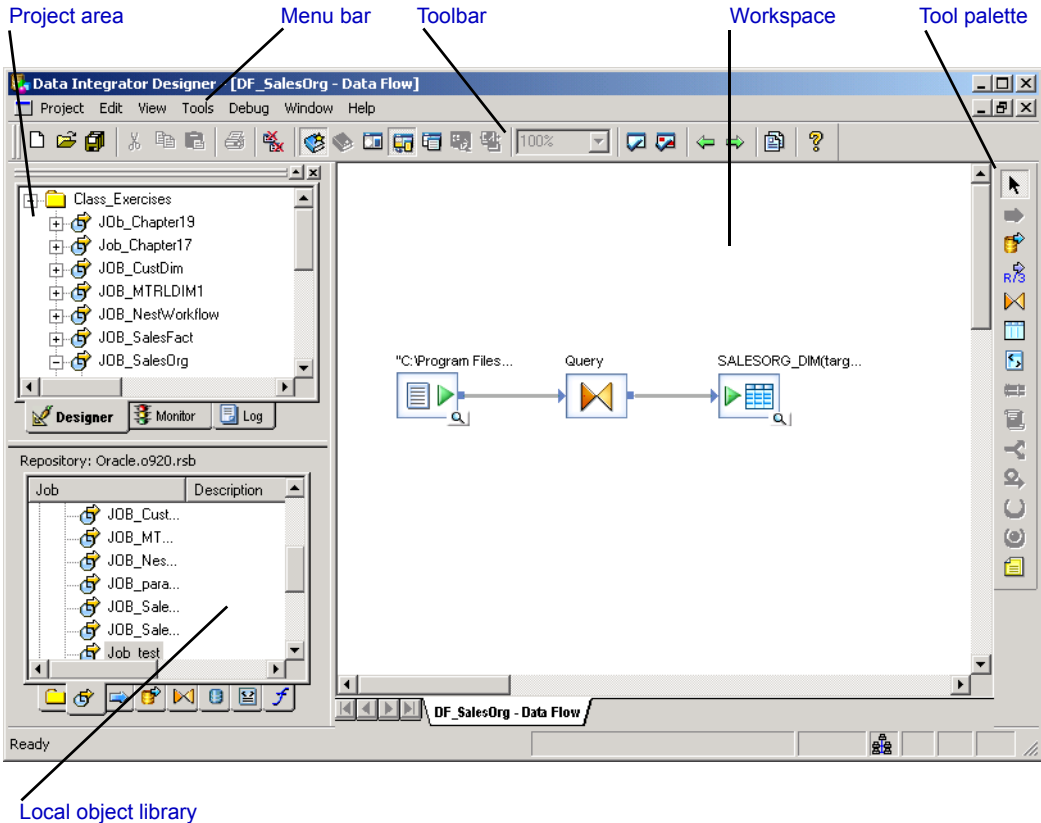 Project area
Menu bar
Toolbar
Workspace
Tool palette
Data Integrator Designer - [DF_SalesOrg - Data Flow]
Project Edit View Tools Debug Window Help
100%
Class_Exercises
JOb_Chapter19
Job_Chapter17
JOB_CustDim
JOB_MTRLDIM1
JOB_NestWorkflow
JOB_SalesFact
JOB_SalesOrg
Designer
Monitor
Log
Repository: Oracle.o920.rsb
Job
Description
JOB_Cust...
JOB_MT...
JOB_Nes...
JOB_para...
JOB_Sale...
JOB_Sale...
Job test
"C:\Program Files...
Query
SALESORG_DIM(targ...
R/3
DF_SalesOrg - Data Flow
Ready
Local object library